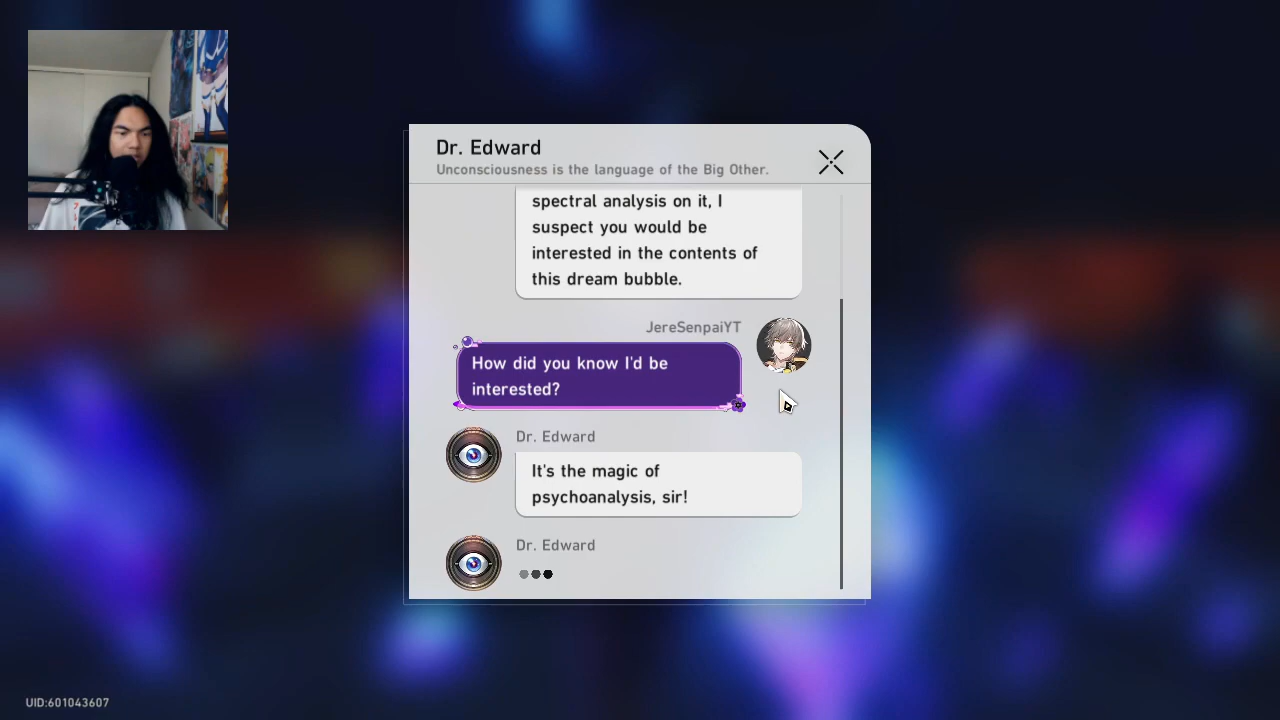 Dr. Edward
Unconsciousness is the language of the Big Other.
spectral analysis on it, I
suspect you would be
interested in the contents of
this dream bubble.
JereSenpaiYT
How did you know I'd be
interested?
Dr. Edward
It's the magic of
psychoanalysis, sir!
Dr. Edward
UID:601043607